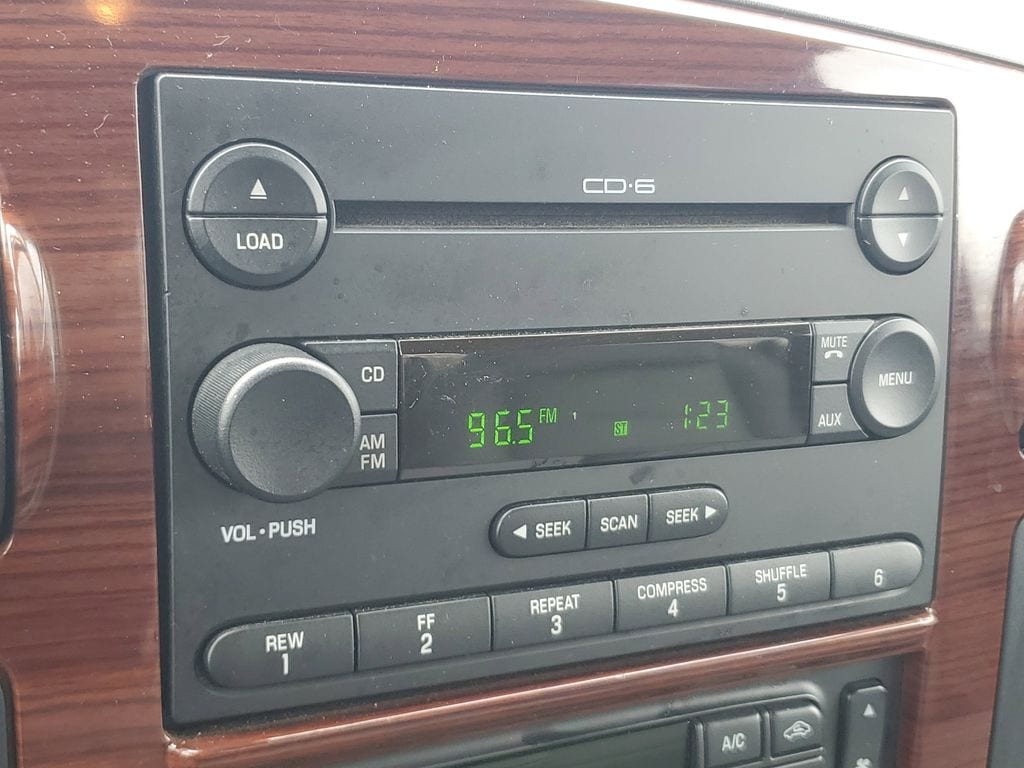 CD·6
LOAD
CD
MUTE
MENU
AM
FM
96.5 FM 1 ST 1:23
AUX
VOL·PUSH
SEEK SCAN SEEK
REW
1
FF
2
REPEAT
3
COMPRESS
4
SHUFFLE
5
6
A/C